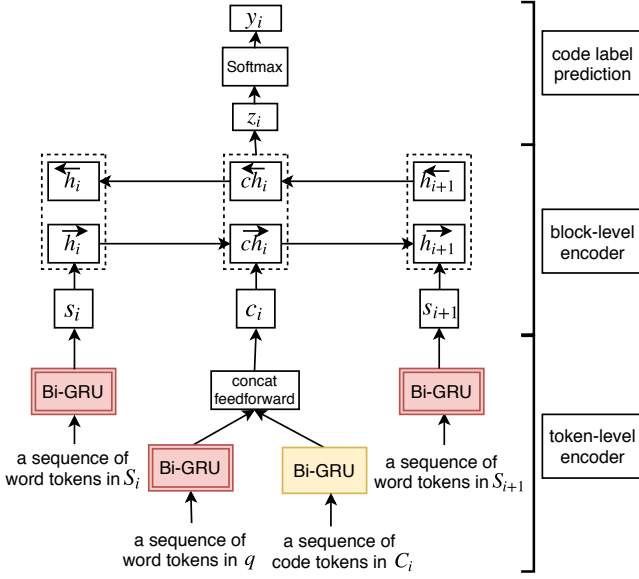 y_i
Softmax
code label
prediction
z_i
h_i
ch_i
h_{i+1}
h_i
ch_i
h_{i+1}
block-level
encoder
s_i
c_i
s_{i+1}
Bi-GRU
concat
feedforward
Bi-GRU
a sequence of
word tokens in S_i
Bi-GRU
Bi-GRU
a sequence of
word tokens in S_{i+1}
token-level
encoder
a sequence of
word tokens in q
a sequence of
code tokens in C_i